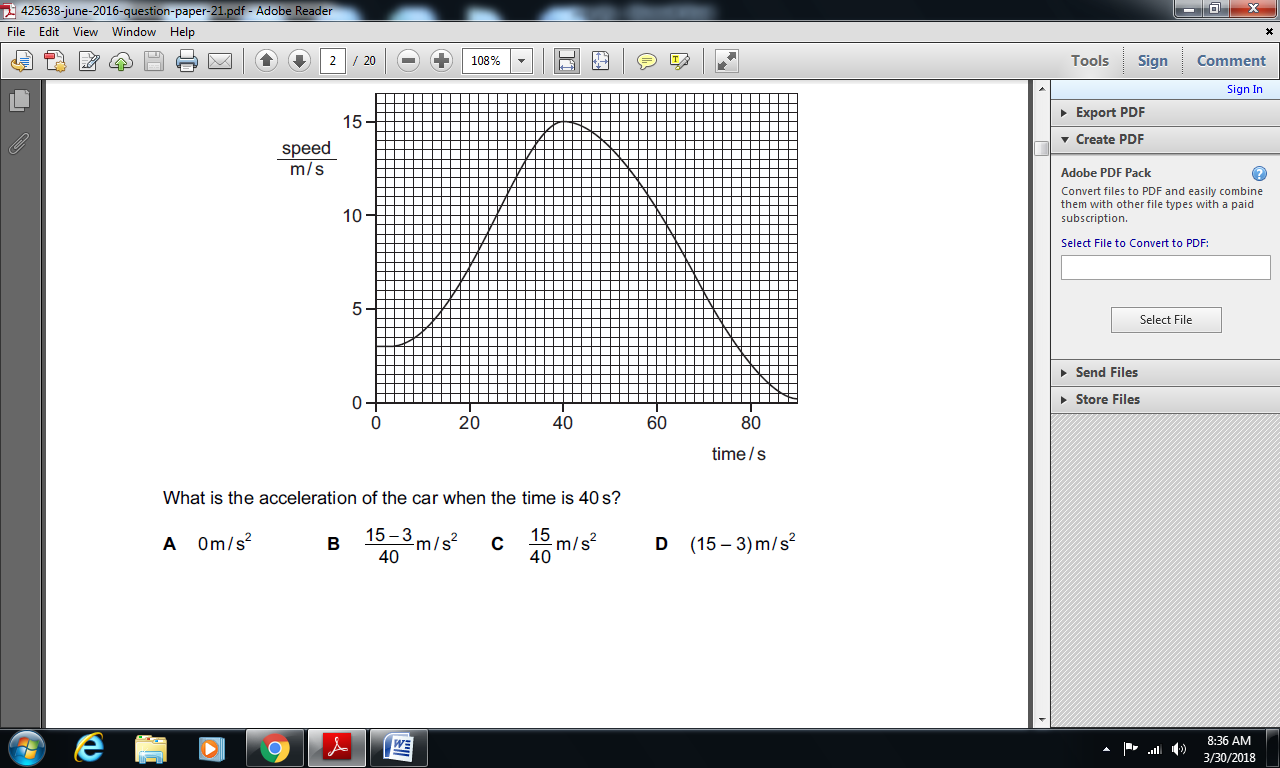 425638-june-2016-question-paper-21.pdf - Adobe Reader
File Edit View Window Help
2 / 20 108% Tools Sign Comment
Sign In
Export PDF
Create PDF
Adobe PDF Pack
Convert files to PDF and easily combine
them with other file types with a paid
subscription.
Select File to Convert to PDF:
Select File
Send Files
Store Files
15
speed
m / s
10
5
0
0 20 40 60 80
time / s
What is the acceleration of the car when the time is 40 s?
A 0 m / s² B (15 – 3)/40 m / s² C 15/40 m / s² D (15 – 3) m / s²
8:36 AM
3/30/2018